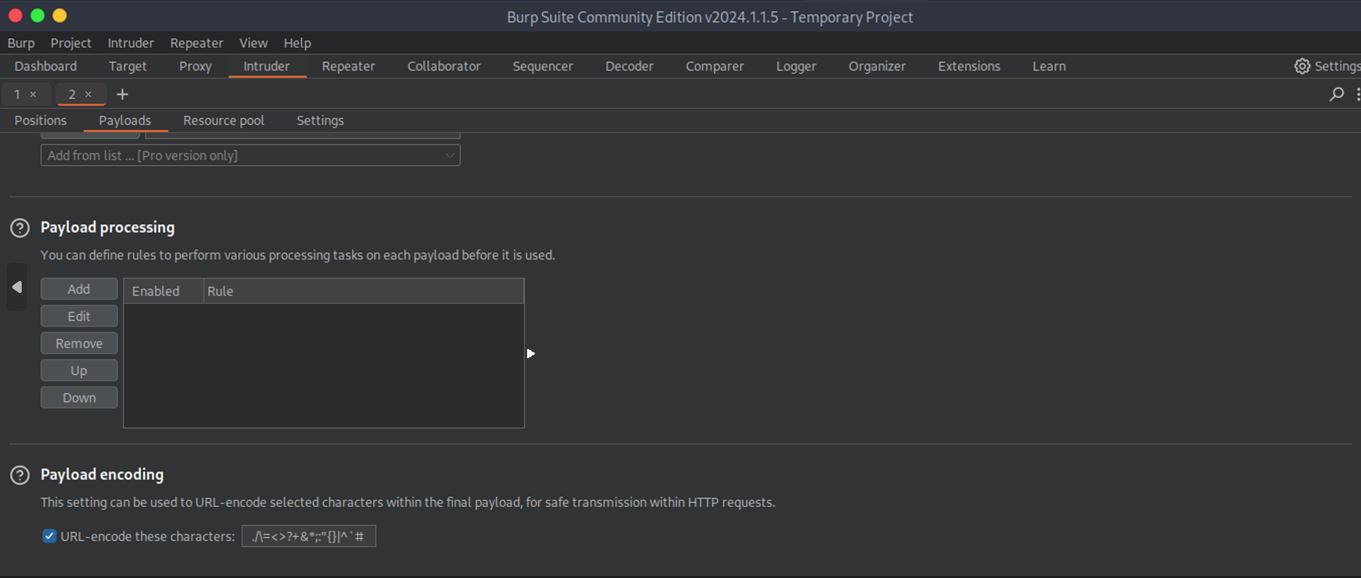 Burp Suite Community Edition v2024.1.1.5 - Temporary Project
Burp Project Intruder Repeater View Help
Dashboard Target Proxy Intruder Repeater Collaborator Sequencer Decoder Comparer Logger Organizer Extensions Learn Settings
1 × 2 × +
Positions Payloads Resource pool Settings
Add from list ... [Pro version only]
? Payload processing
You can define rules to perform various processing tasks on each payload before it is used.
Add Enabled Rule
Edit
Remove
Up
Down
? Payload encoding
This setting can be used to URL-encode selected characters within the final payload, for safe transmission within HTTP requests.
URL-encode these characters: ./\=<>?+&*;:"{}|^`#